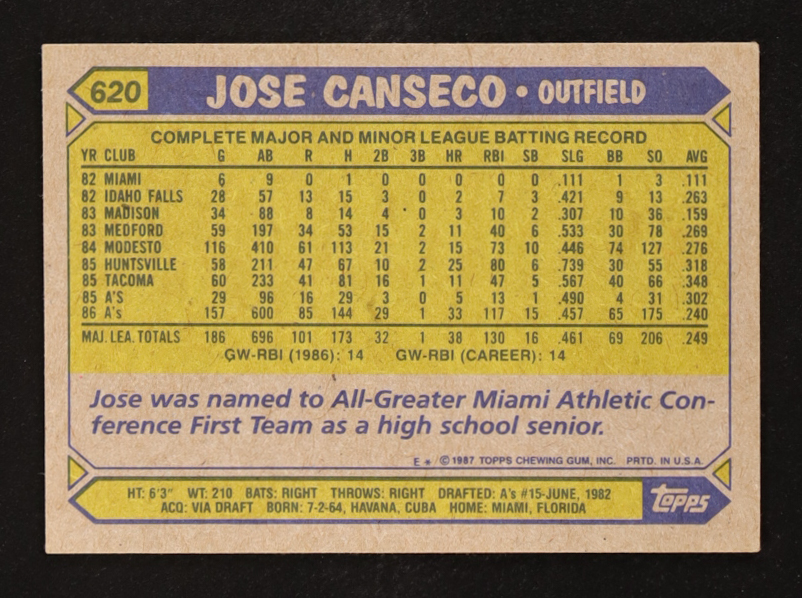 620 JOSE CANSECO • OUTFIELD
COMPLETE MAJOR AND MINOR LEAGUE BATTING RECORD
YR CLUB G AB R H 2B 3B HR RBI SB SLG BB SO AVG
82 MIAMI 6 9 0 1 0 0 0 0 0 .111 1 3 .111
82 IDAHO FALLS 28 57 13 15 3 0 2 7 3 .421 9 13 .263
83 MADISON 34 88 8 14 4 0 3 10 2 .307 10 36 .159
83 MEDFORD 59 197 34 53 15 2 11 40 6 .533 30 78 .269
84 MODESTO 116 410 61 113 21 2 15 73 10 .446 74 127 .276
85 HUNTSVILLE 58 211 47 67 10 2 25 80 6 .739 30 55 .318
85 TACOMA 60 233 41 81 16 1 11 47 5 .567 40 66 .348
85 A'S 29 96 16 29 3 0 5 13 1 .490 4 31 .302
86 A's 157 600 85 144 29 1 33 117 15 .457 65 175 .240
MAJ. LEA. TOTALS 186 696 101 173 32 1 38 130 16 .461 69 206 .249
GW-RBI (1986): 14 GW-RBI (CAREER): 14
Jose was named to All-Greater Miami Athletic Con-
ference First Team as a high school senior.
E * © 1987 TOPPS CHEWING GUM, INC. PRTD. IN U.S.A.
HT: 6'3" WT: 210 BATS: RIGHT THROWS: RIGHT DRAFTED: A's #15-JUNE, 1982
ACQ: VIA DRAFT BORN: 7-2-64, HAVANA, CUBA HOME: MIAMI, FLORIDA
topps